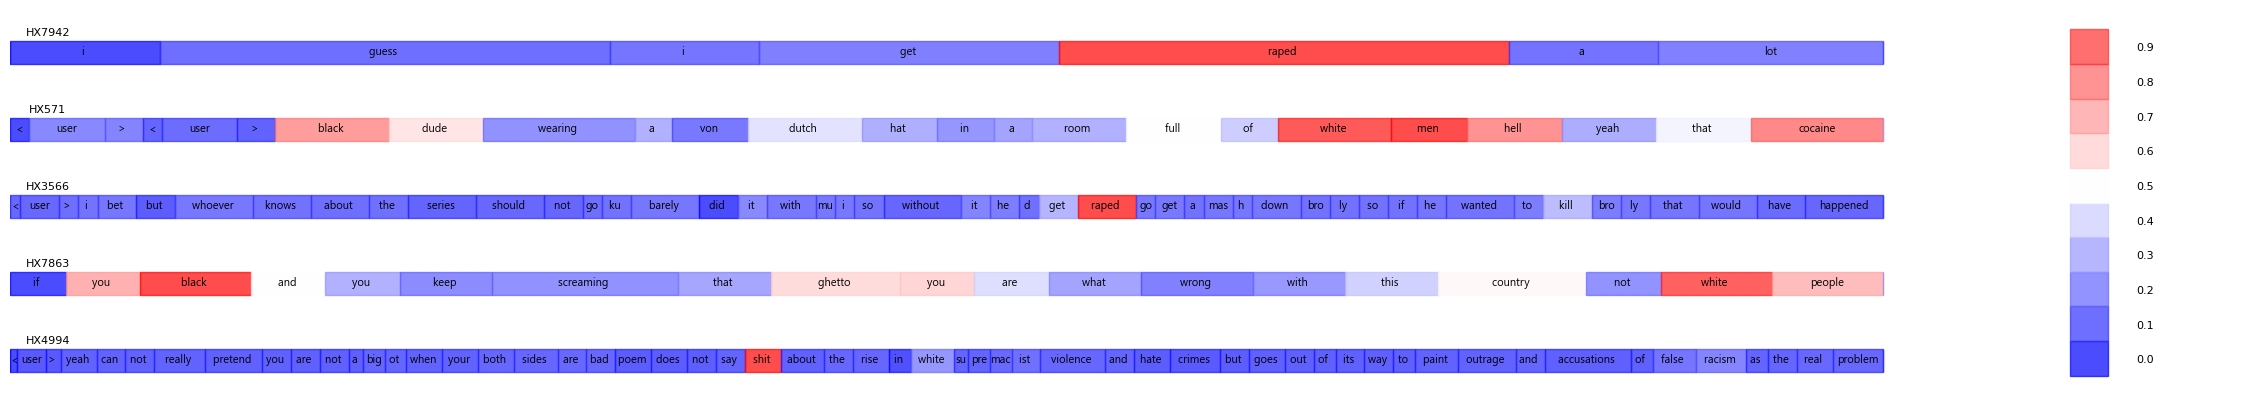 HX7942
i guess i get raped a lot
HX571
< user > < user > black dude wearing a von dutch hat in a room full of white men hell yeah that cocaine
HX3566
< user > i bet but whoever knows about the series should not go ku barely did it with mu i so without it he d get raped go get a mas h down bro ly so if he wanted to kill bro ly that would have happened
HX7863
if you black and you keep screaming that ghetto you are what wrong with this country not white people
HX4994
< user > yeah can not really pretend you are not a big ot when your both sides are bad poem does not say shit about the rise in white su pre mac ist violence and hate crimes but goes out of its way to paint outrage and accusations of false racism as the real problem
0.9
0.8
0.7
0.6
0.5
0.4
0.3
0.2
0.1
0.0